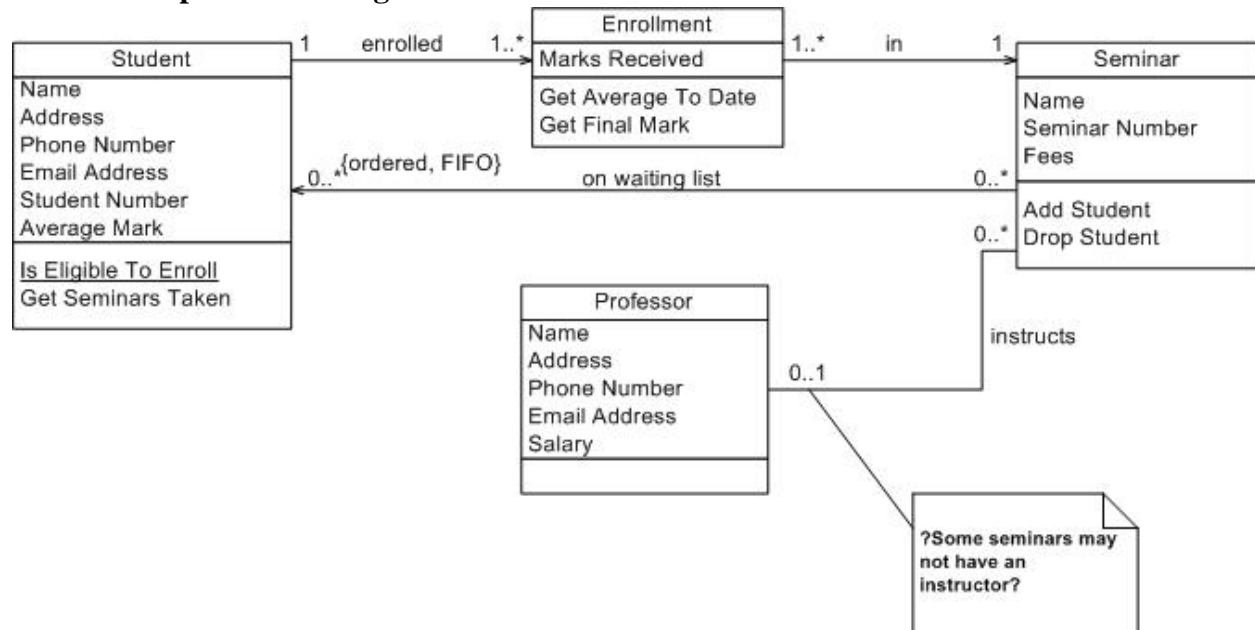 Student
Name
Address
Phone Number
Email Address
Student Number
Average Mark
Is Eligible To Enroll
Get Seminars Taken
1 enrolled 1..*
Enrollment
Marks Received
Get Average To Date
Get Final Mark
1..* in 1
Seminar
Name
Seminar Number
Fees
Add Student
Drop Student
0..* {ordered, FIFO} on waiting list 0..*
0..*
instructs
0..1
Professor
Name
Address
Phone Number
Email Address
Salary
?Some seminars may
not have an
instructor?